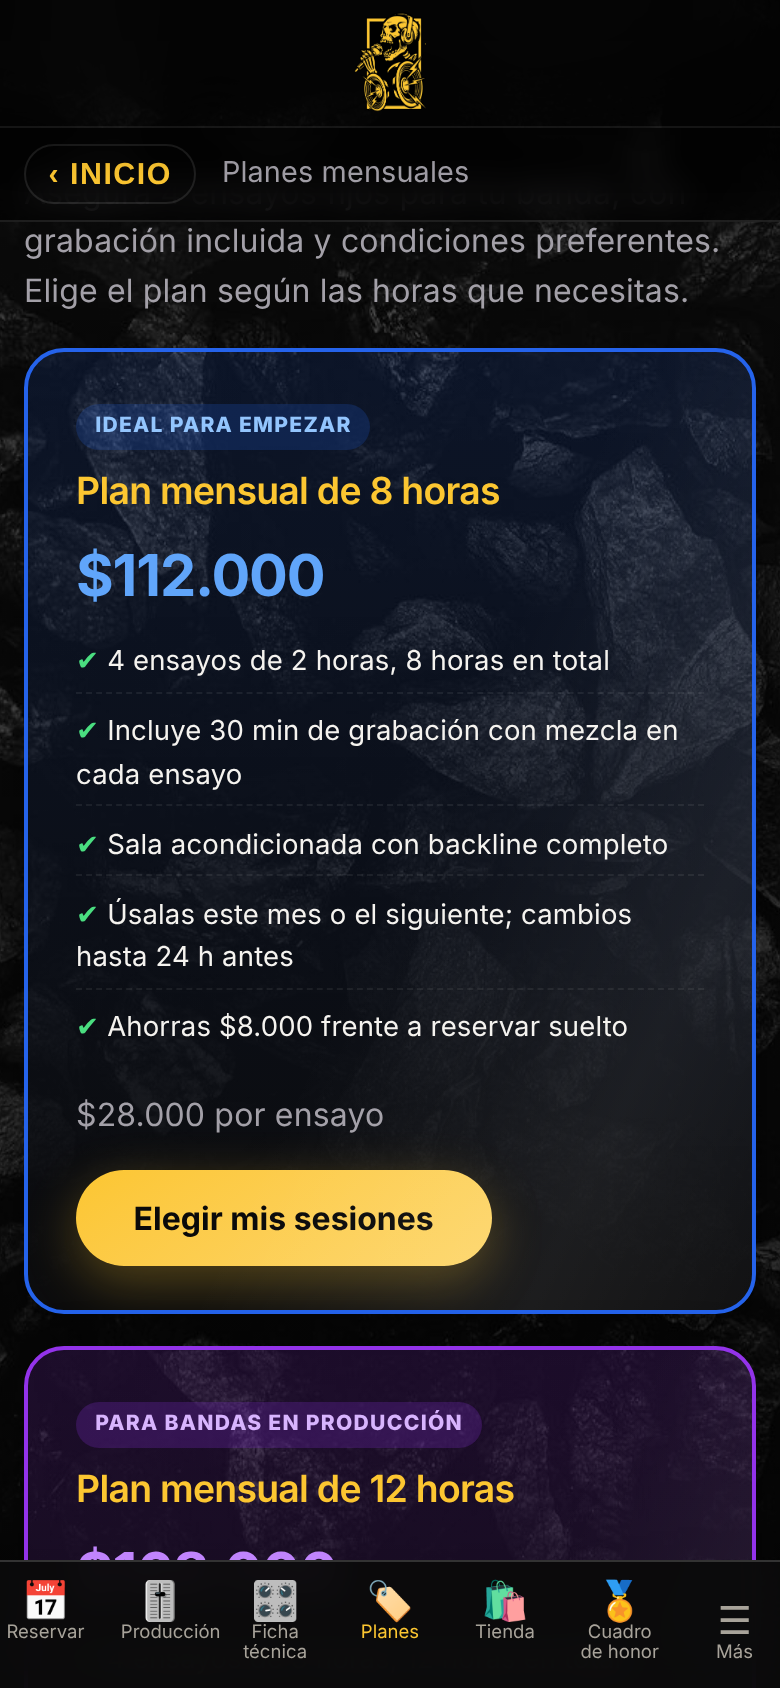 ‹ INICIO
Planes mensuales
grabación incluida y condiciones preferentes.
Elige el plan según las horas que necesitas.
IDEAL PARA EMPEZAR
Plan mensual de 8 horas
$112.000
✔ 4 ensayos de 2 horas, 8 horas en total
✔ Incluye 30 min de grabación con mezcla en
cada ensayo
✔ Sala acondicionada con backline completo
✔ Úsalas este mes o el siguiente; cambios
hasta 24 h antes
✔ Ahorras $8.000 frente a reservar suelto
$28.000 por ensayo
Elegir mis sesiones
PARA BANDAS EN PRODUCCIÓN
Plan mensual de 12 horas
July
17
Reservar
Producción
Ficha
técnica
Planes
Tienda
Cuadro
de honor
Más